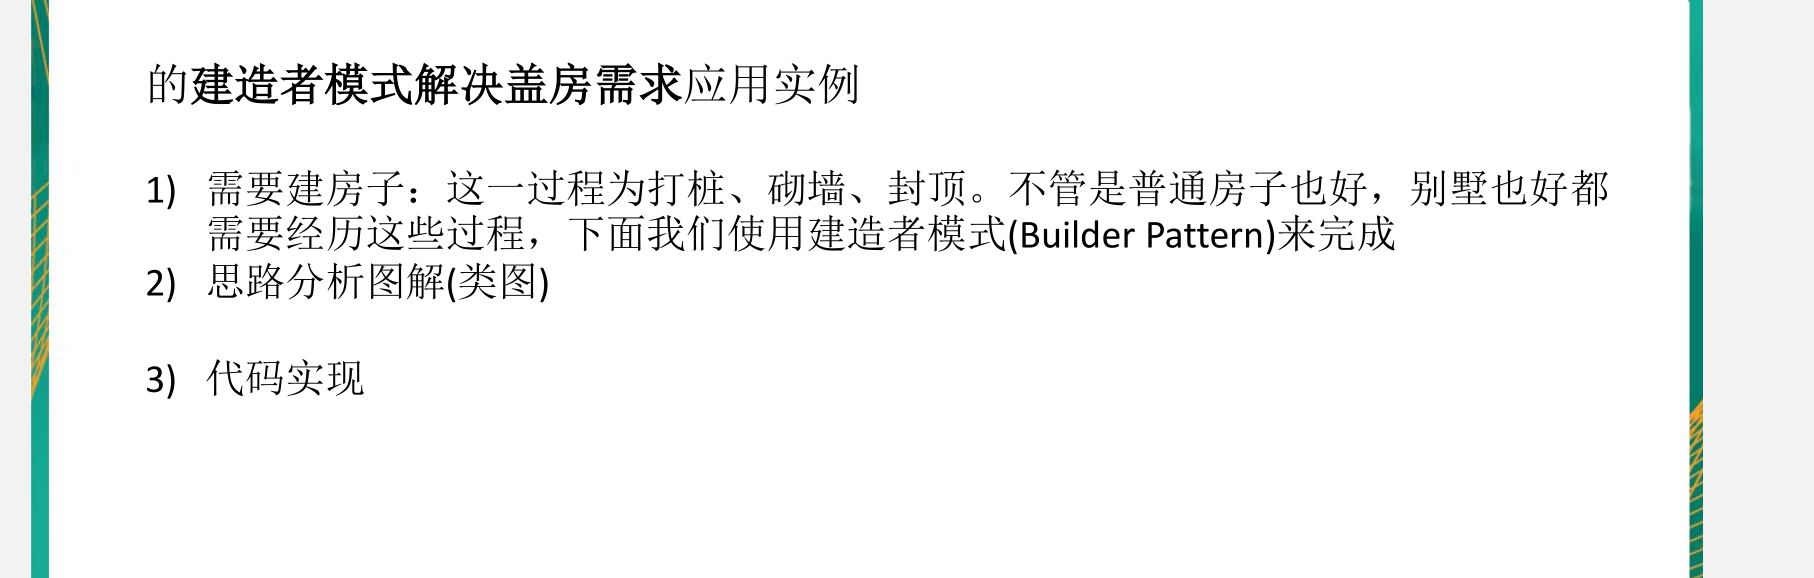 的建造者模式解决盖房需求应用实例
1) 需要建房子：这一过程为打桩、砌墙、封顶。不管是普通房子也好，别墅也好都
需要经历这些过程，下面我们使用建造者模式(Builder Pattern)来完成
2) 思路分析图解(类图)
3) 代码实现